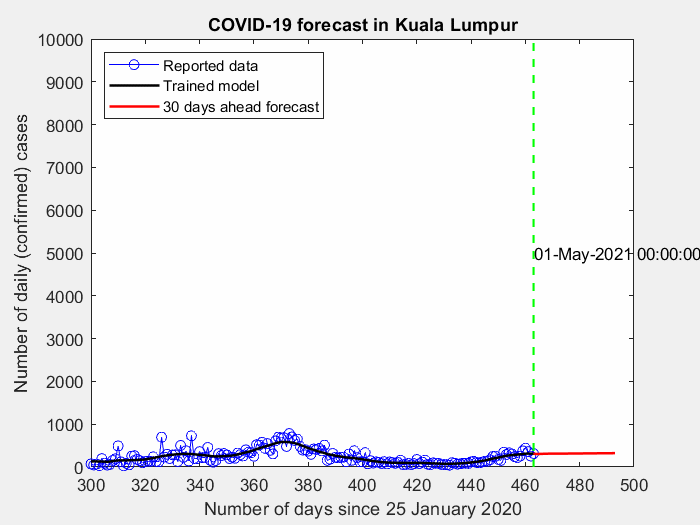 COVID-19 forecast in Kuala Lumpur
10000
9000
8000
7000
6000
5000
4000
3000
2000
1000
0
Number of daily (confirmed) cases
Reported data
Trained model
30 days ahead forecast
01-May-2021 00:00:00
300 320 340 360 380 400 420 440 460 480 500
Number of days since 25 January 2020